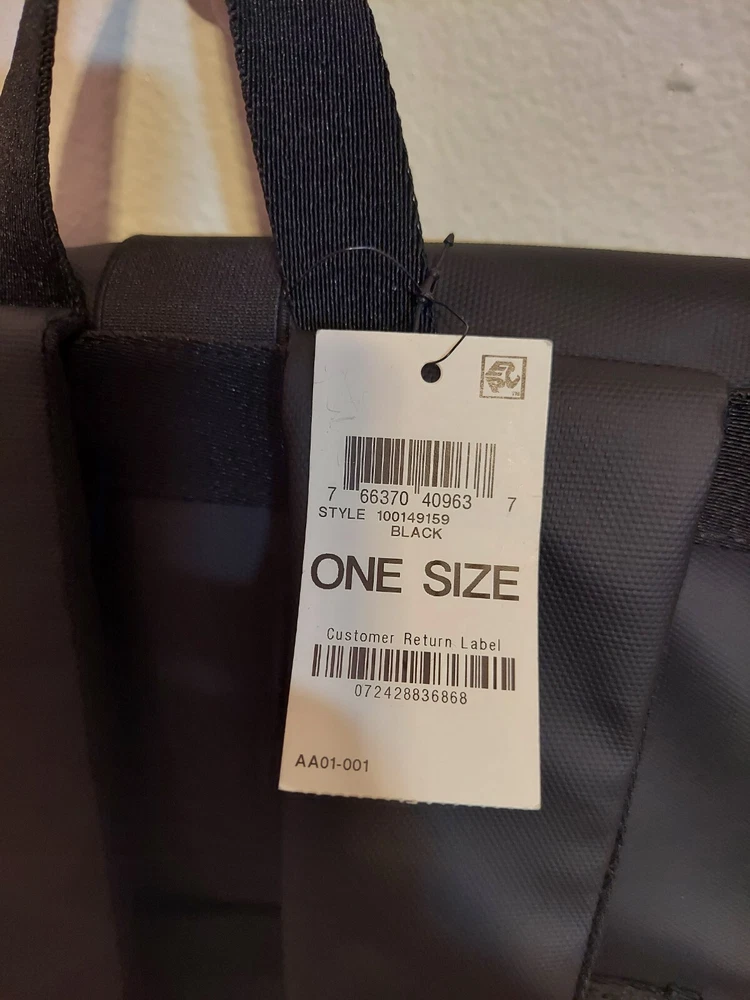 7 66370 40963 7
STYLE 100149159
BLACK
ONE SIZE
Customer Return Label
072428836868
AA01-001